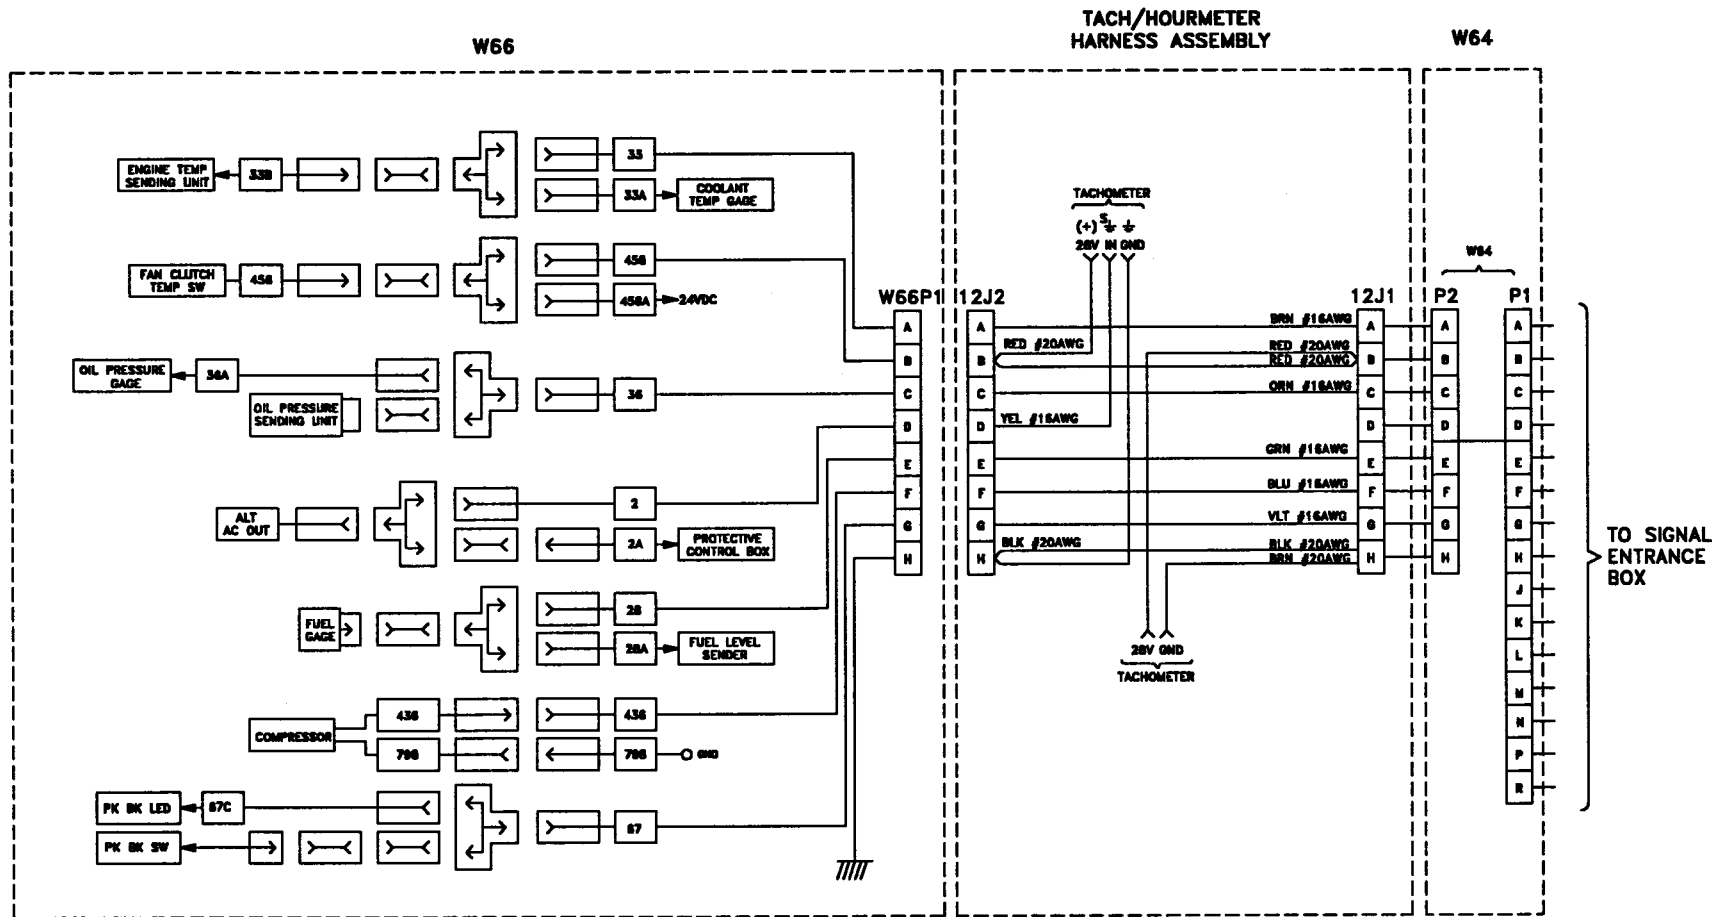 W66
TACH/HOURMETER
HARNESS ASSEMBLY
W64
ENGINE TEMP
SENDING UNIT
33B
33
33A
COOLANT
TEMP GAGE
FAN CLUTCH
TEMP SW
456
456
456A
24VDC
OIL PRESSURE
GAGE
36A
OIL PRESSURE
SENDING UNIT
36
ALT
AC OUT
2
2A
PROTECTIVE
CONTROL BOX
FUEL
GAGE
28
28A
FUEL LEVEL
SENDER
COMPRESSOR
436
436
798
798
GND
PK BK LED
67C
PK BK SW
67
W66P1
A
B
C
D
E
F
G
H
12J2
A
B
C
D
E
F
G
H
TACHOMETER
(+) S
28V IN GND
RED #20AWG
YEL #16AWG
BLK #20AWG
BRN #16AWG
RED #20AWG
RED #20AWG
ORN #16AWG
GRN #16AWG
BLU #16AWG
VLT #16AWG
BLK #20AWG
BRN #20AWG
28V GND
TACHOMETER
12J1
A
B
C
D
E
F
G
H
W64
P2
A
B
C
D
E
F
G
H
P1
A
B
C
D
E
F
G
H
J
K
L
M
N
P
R
TO SIGNAL
ENTRANCE
BOX